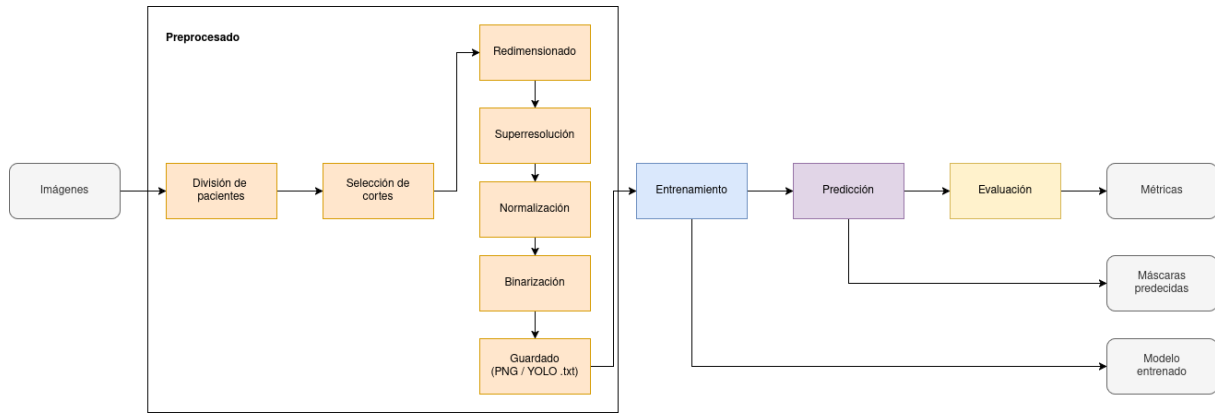 Preprocesado
Imágenes
División de
pacientes
Selección de
cortes
Redimensionado
Superresolución
Normalización
Binarización
Guardado
(PNG / YOLO .txt)
Entrenamiento
Predicción
Evaluación
Métricas
Máscaras
predecidas
Modelo
entrenado